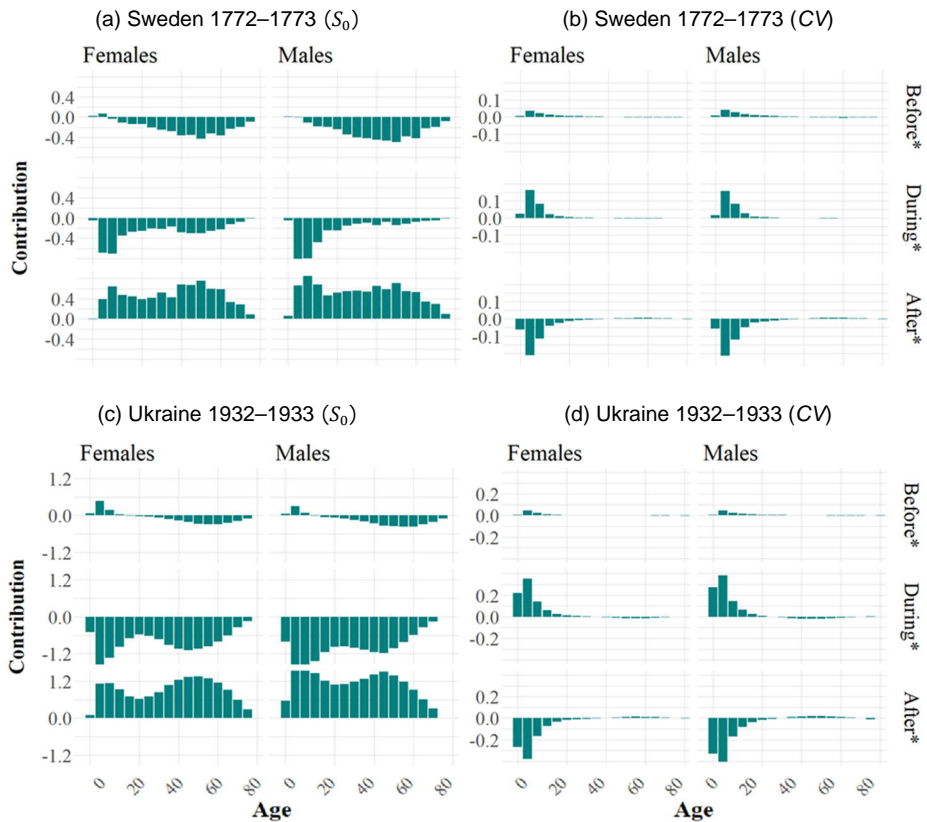 (a) Sweden 1772–1773 (S₀)
Females Males
0.4
0.0
-0.4
0.4
0.0
-0.4
0.4
0.0
-0.4
Contribution
(b) Sweden 1772–1773 (CV)
Females Males
0.1
0.0
-0.1
0.1
0.0
-0.1
0.1
0.0
-0.1
Before*
During*
After*
(c) Ukraine 1932–1933 (S₀)
Females Males
1.2
0.0
-1.2
1.2
0.0
-1.2
1.2
0.0
-1.2
Contribution
0 20 40 60 80 0 20 40 60 80
Age
(d) Ukraine 1932–1933 (CV)
Females Males
0.2
0.0
-0.2
0.2
0.0
-0.2
0.2
0.0
-0.2
Before*
During*
After*
0 20 40 60 80 0 20 40 60 80
Age